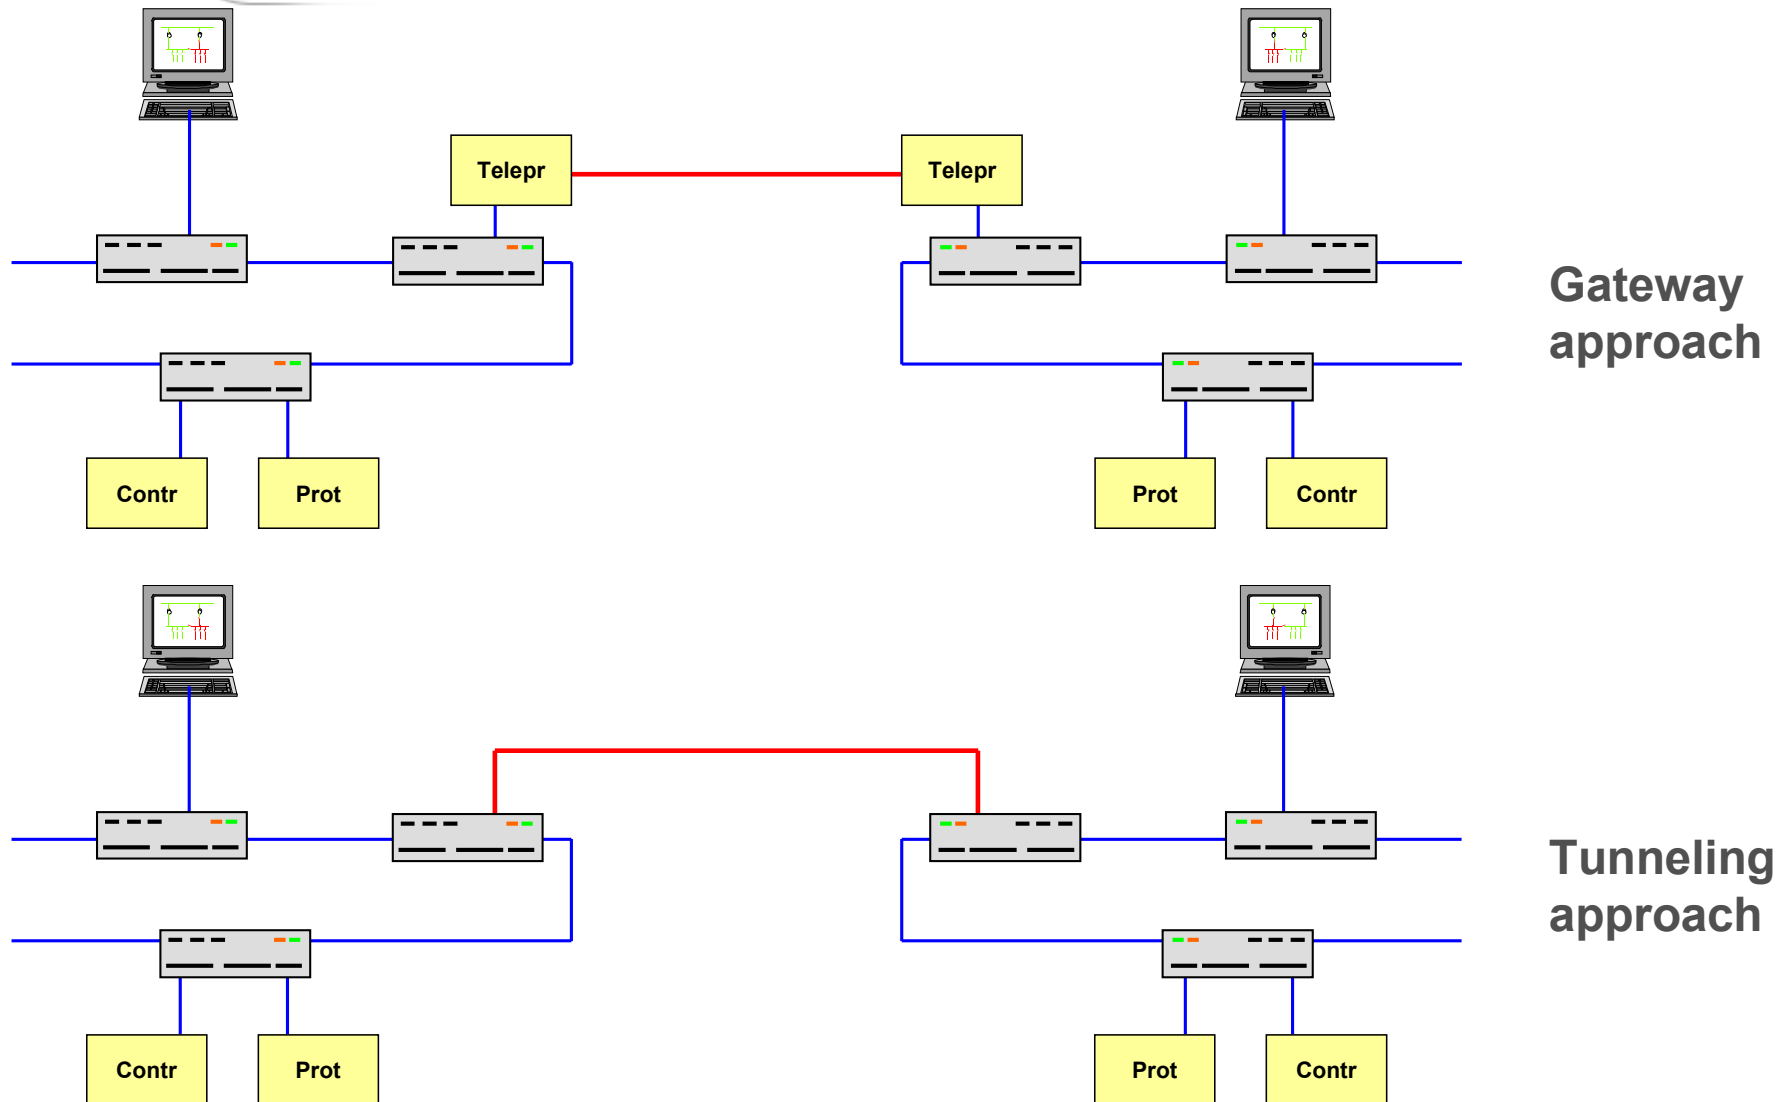 Telepr
Telepr
Gateway
approach
Contr
Prot
Prot
Contr
Tunneling
approach
Contr
Prot
Prot
Contr